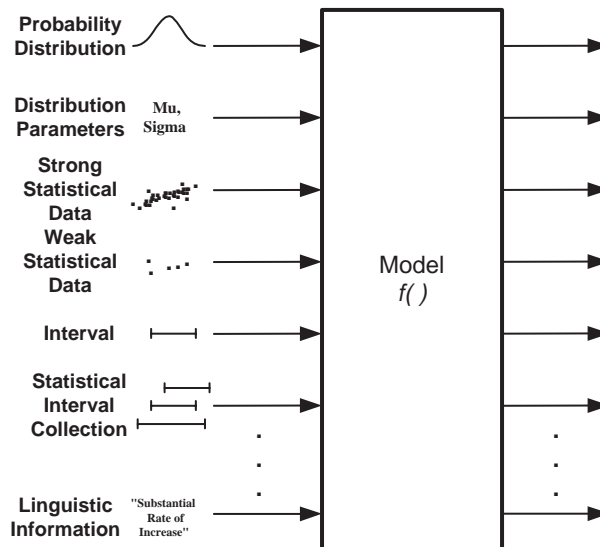 Probability
Distribution
Distribution
Parameters
Mu,
Sigma
Strong
Statistical
Data
Weak
Statistical
Data
Interval
Statistical
Interval
Collection
Linguistic
Information
"Substantial
Rate of
Increase"
Model
f( )